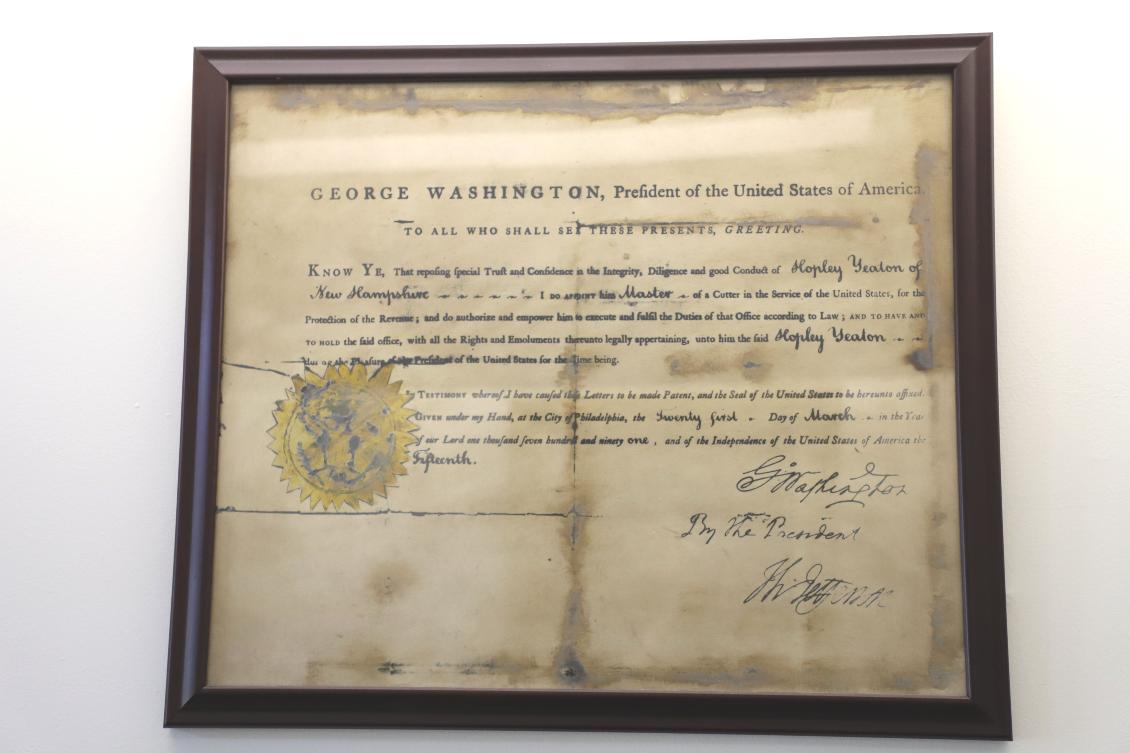 GEORGE WASHINGTON, Preſident of the United States of America.
TO ALL WHO SHALL SEE THESE PRESENTS, GREETING.
KNOW YE, That repoſing ſpecial Truſt and Confidence in the Integrity, Diligence and good Conduct of Hopley Yeaton of
New Hampshire I DO APPOINT him Master of a Cutter in the Service of the United States, for the
Protection of the Revenue; and do authorize and empower him to execute and fulfil the Duties of that Office according to Law; AND TO HAVE AND
TO HOLD the ſaid office, with all the Rights and Emoluments thereunto legally appertaining, unto him the ſaid Hopley Yeaton
the Pleaſure of the Preſident of the United States for the Time being.
In TESTIMONY whereof I have cauſed theſe Letters to be made Patent, and the Seal of the United States to be hereunto affixed.
GIVEN under my Hand, at the City of Philadelphia, the Twenty first Day of March in the Year
of our Lord one thouſand ſeven hundred and ninety one, and of the Independence of the United States of America the
Fifteenth.
G. Washington
By the President
Th. Jefferson